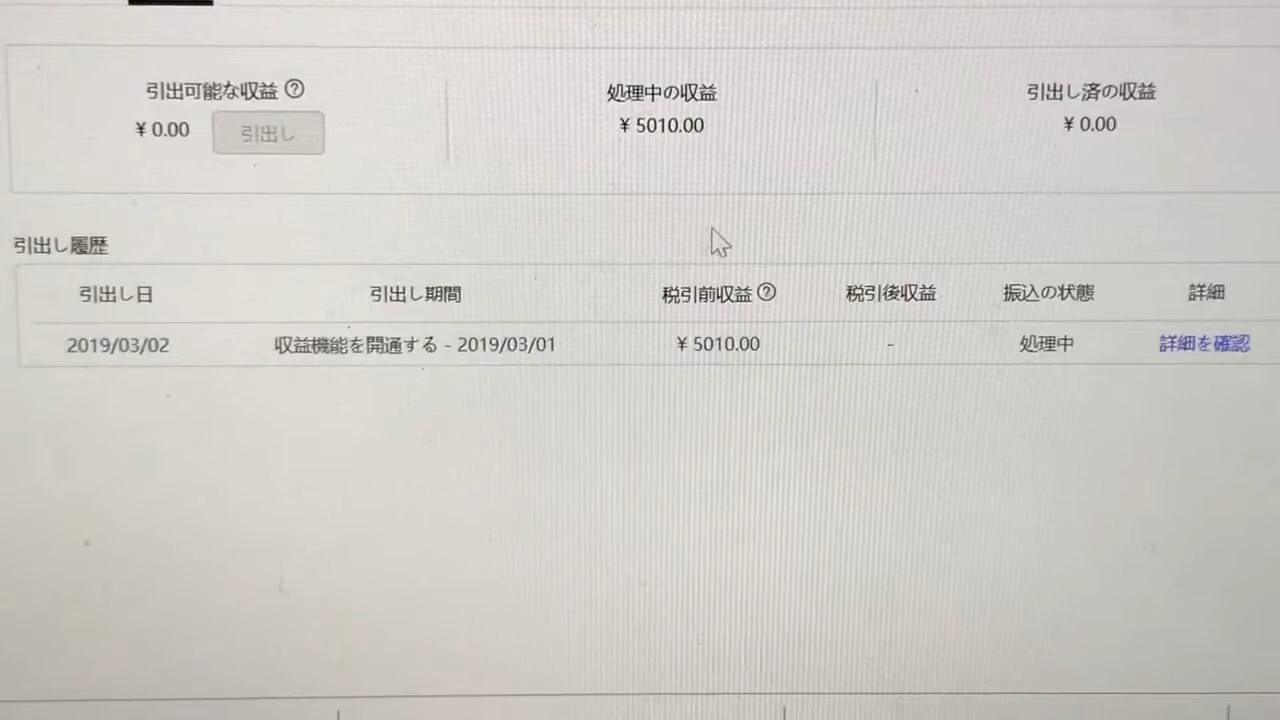 引出可能な収益 ?
処理中の収益
引出し済の収益
¥ 0.00 引出し
¥ 5010.00
¥ 0.00
引出し履歴
引出し日 引出し期間 税引前収益 ? 税引後収益 振込の状態 詳細
2019/03/02 収益機能を開通する - 2019/03/01 ¥ 5010.00 - 処理中 詳細を確認